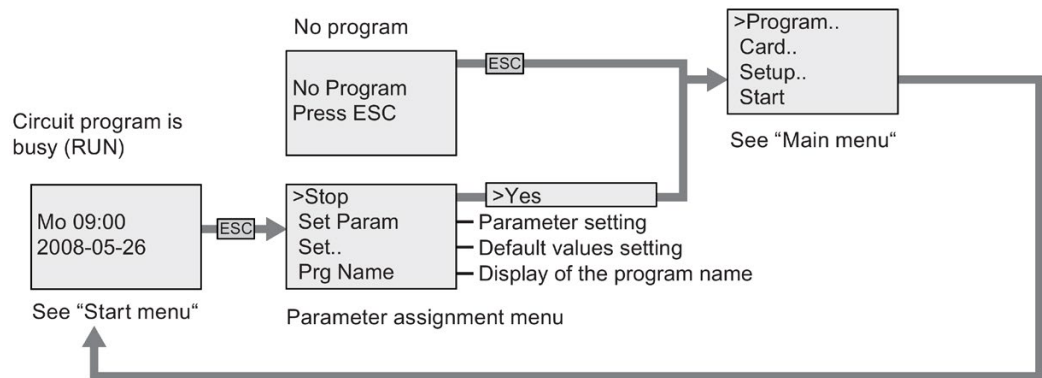 No program
No Program
Press ESC
ESC
>Program..
Card..
Setup..
Start
See "Main menu“
Circuit program is
busy (RUN)
Mo 09:00
2008-05-26
See “Start menu“
ESC
>Stop
Set Param
Set..
Prg Name
>Yes
Parameter setting
Default values setting
Display of the program name
Parameter assignment menu